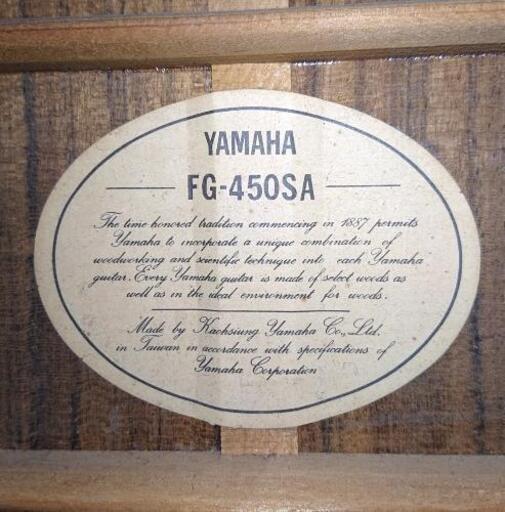 YAMAHA
FG-450SA
The time honored tradition commencing in 1887 permits
Yamaha to incorporate a unique combination of
woodworking and scientific technique into each Yamaha
guitar. Every Yamaha guitar is made of select woods as
well as in the ideal environment for woods.
Made by Kaohsiung Yamaha Co., Ltd.
in Taiwan in accordance with specifications of
Yamaha Corporation